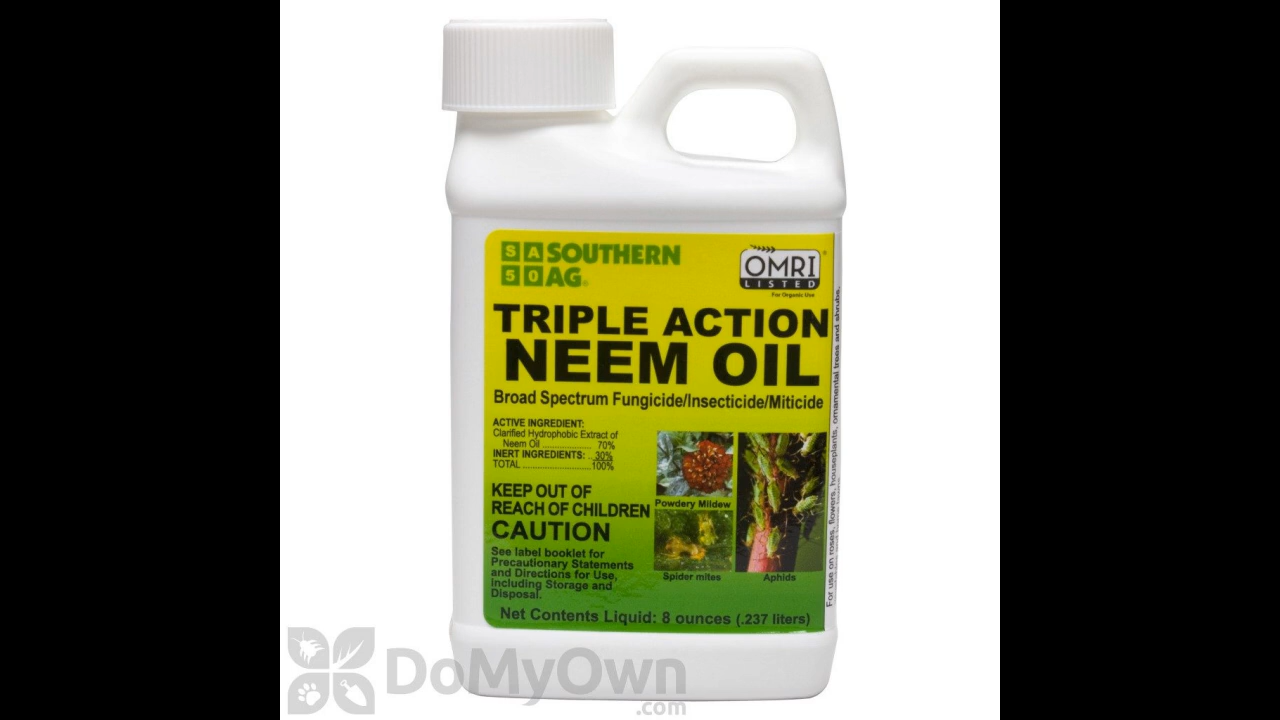 SA SOUTHERN
50 AG®
OMRI®
LISTED
For Organic Use
TRIPLE ACTION
NEEM OIL
Broad Spectrum Fungicide/Insecticide/Miticide
ACTIVE INGREDIENT:
Clarified Hydrophobic Extract of
Neem Oil .................. 70%
INERT INGREDIENTS: .. 30%
TOTAL .........................100%
KEEP OUT OF
REACH OF CHILDREN
CAUTION
See label booklet for
Precautionary Statements
and Directions for Use,
including Storage and
Disposal.
Powdery Mildew
Spider mites
Aphids
Net Contents Liquid: 8 ounces (.237 liters)
For use on roses, flowers, houseplants, ornamental trees and shrubs,
DoMyOwn
.com